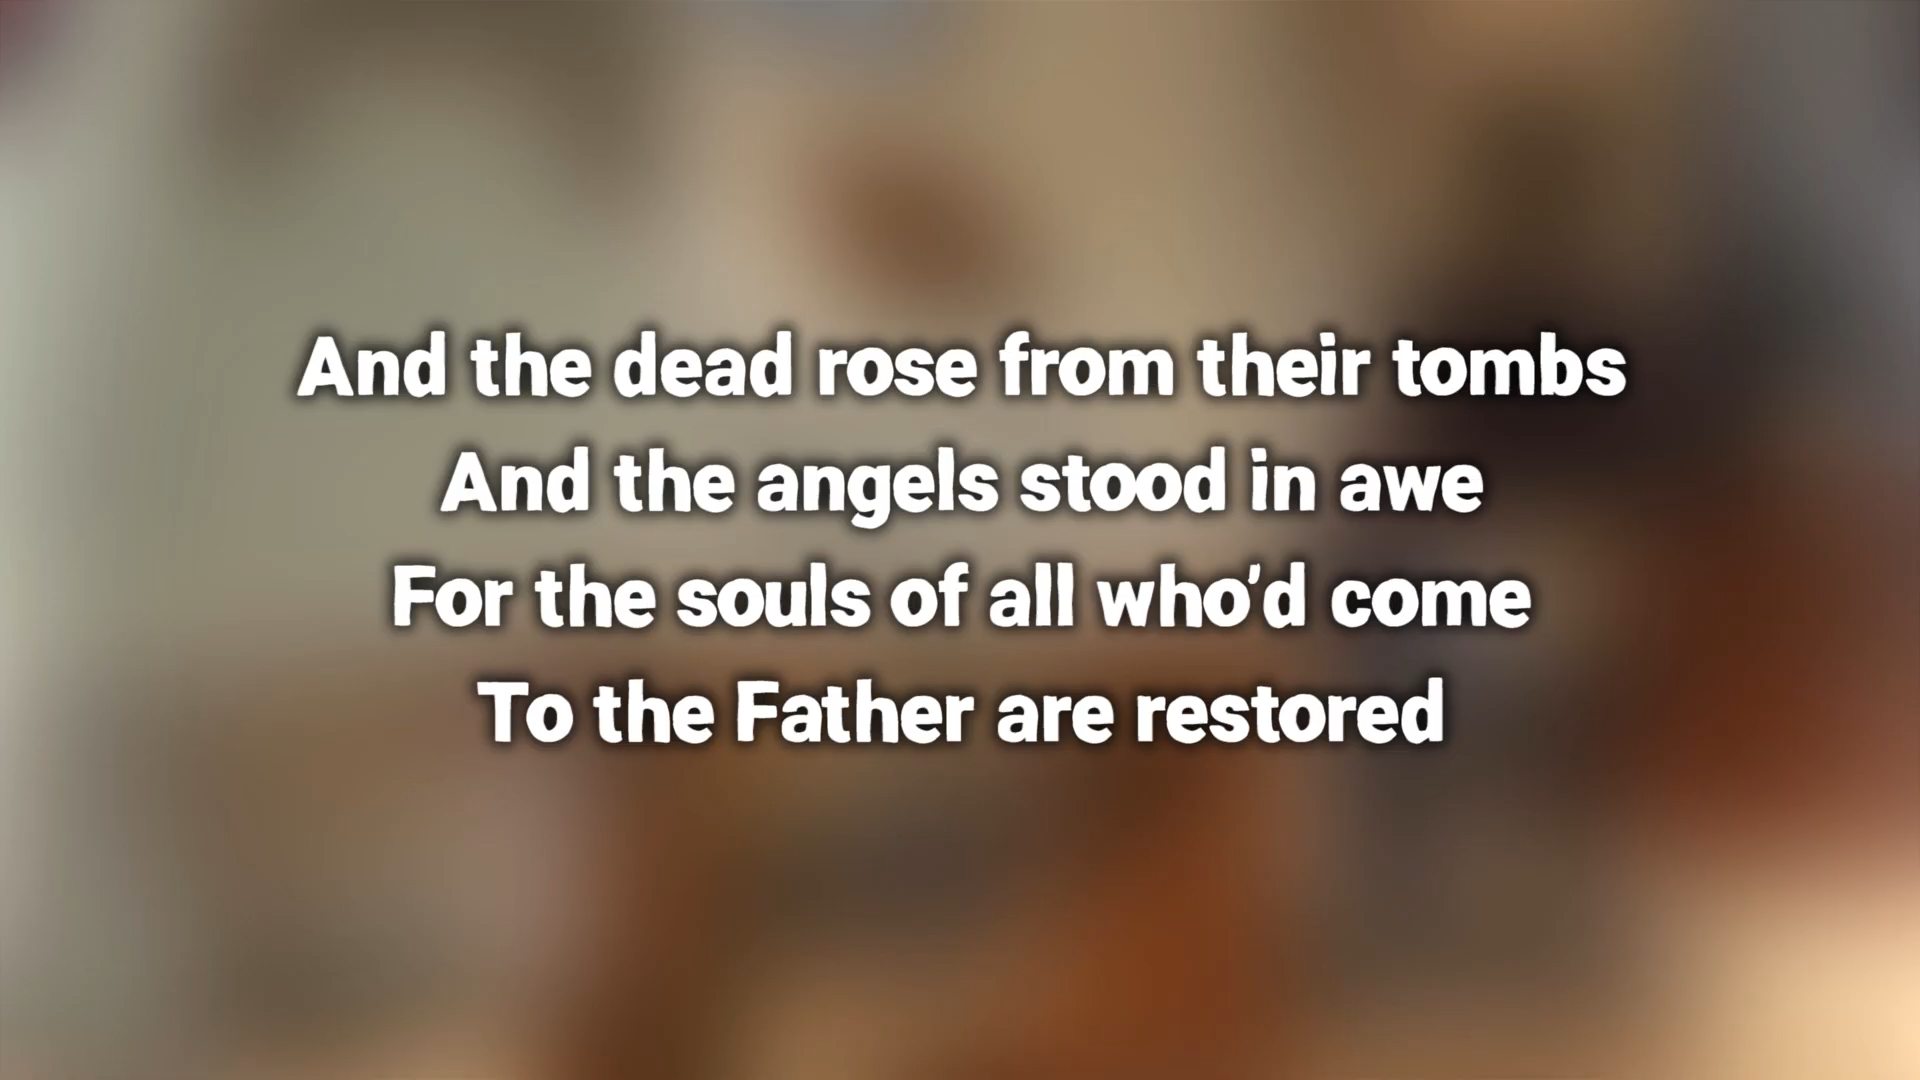 And the dead rose from their tombs
And the angels stood in awe
For the souls of all who'd come
To the Father are restored